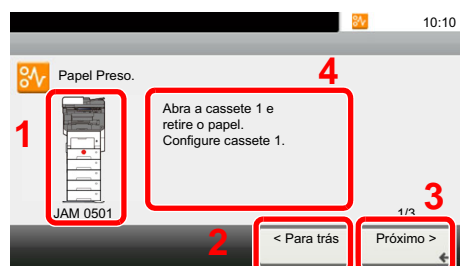 10:10
Papel Preso.
4
1
Abra a cassete 1 e
retire o papel.
Configure cassete 1.
JAM 0501
1/3
3
2
< Para trás
Próximo >